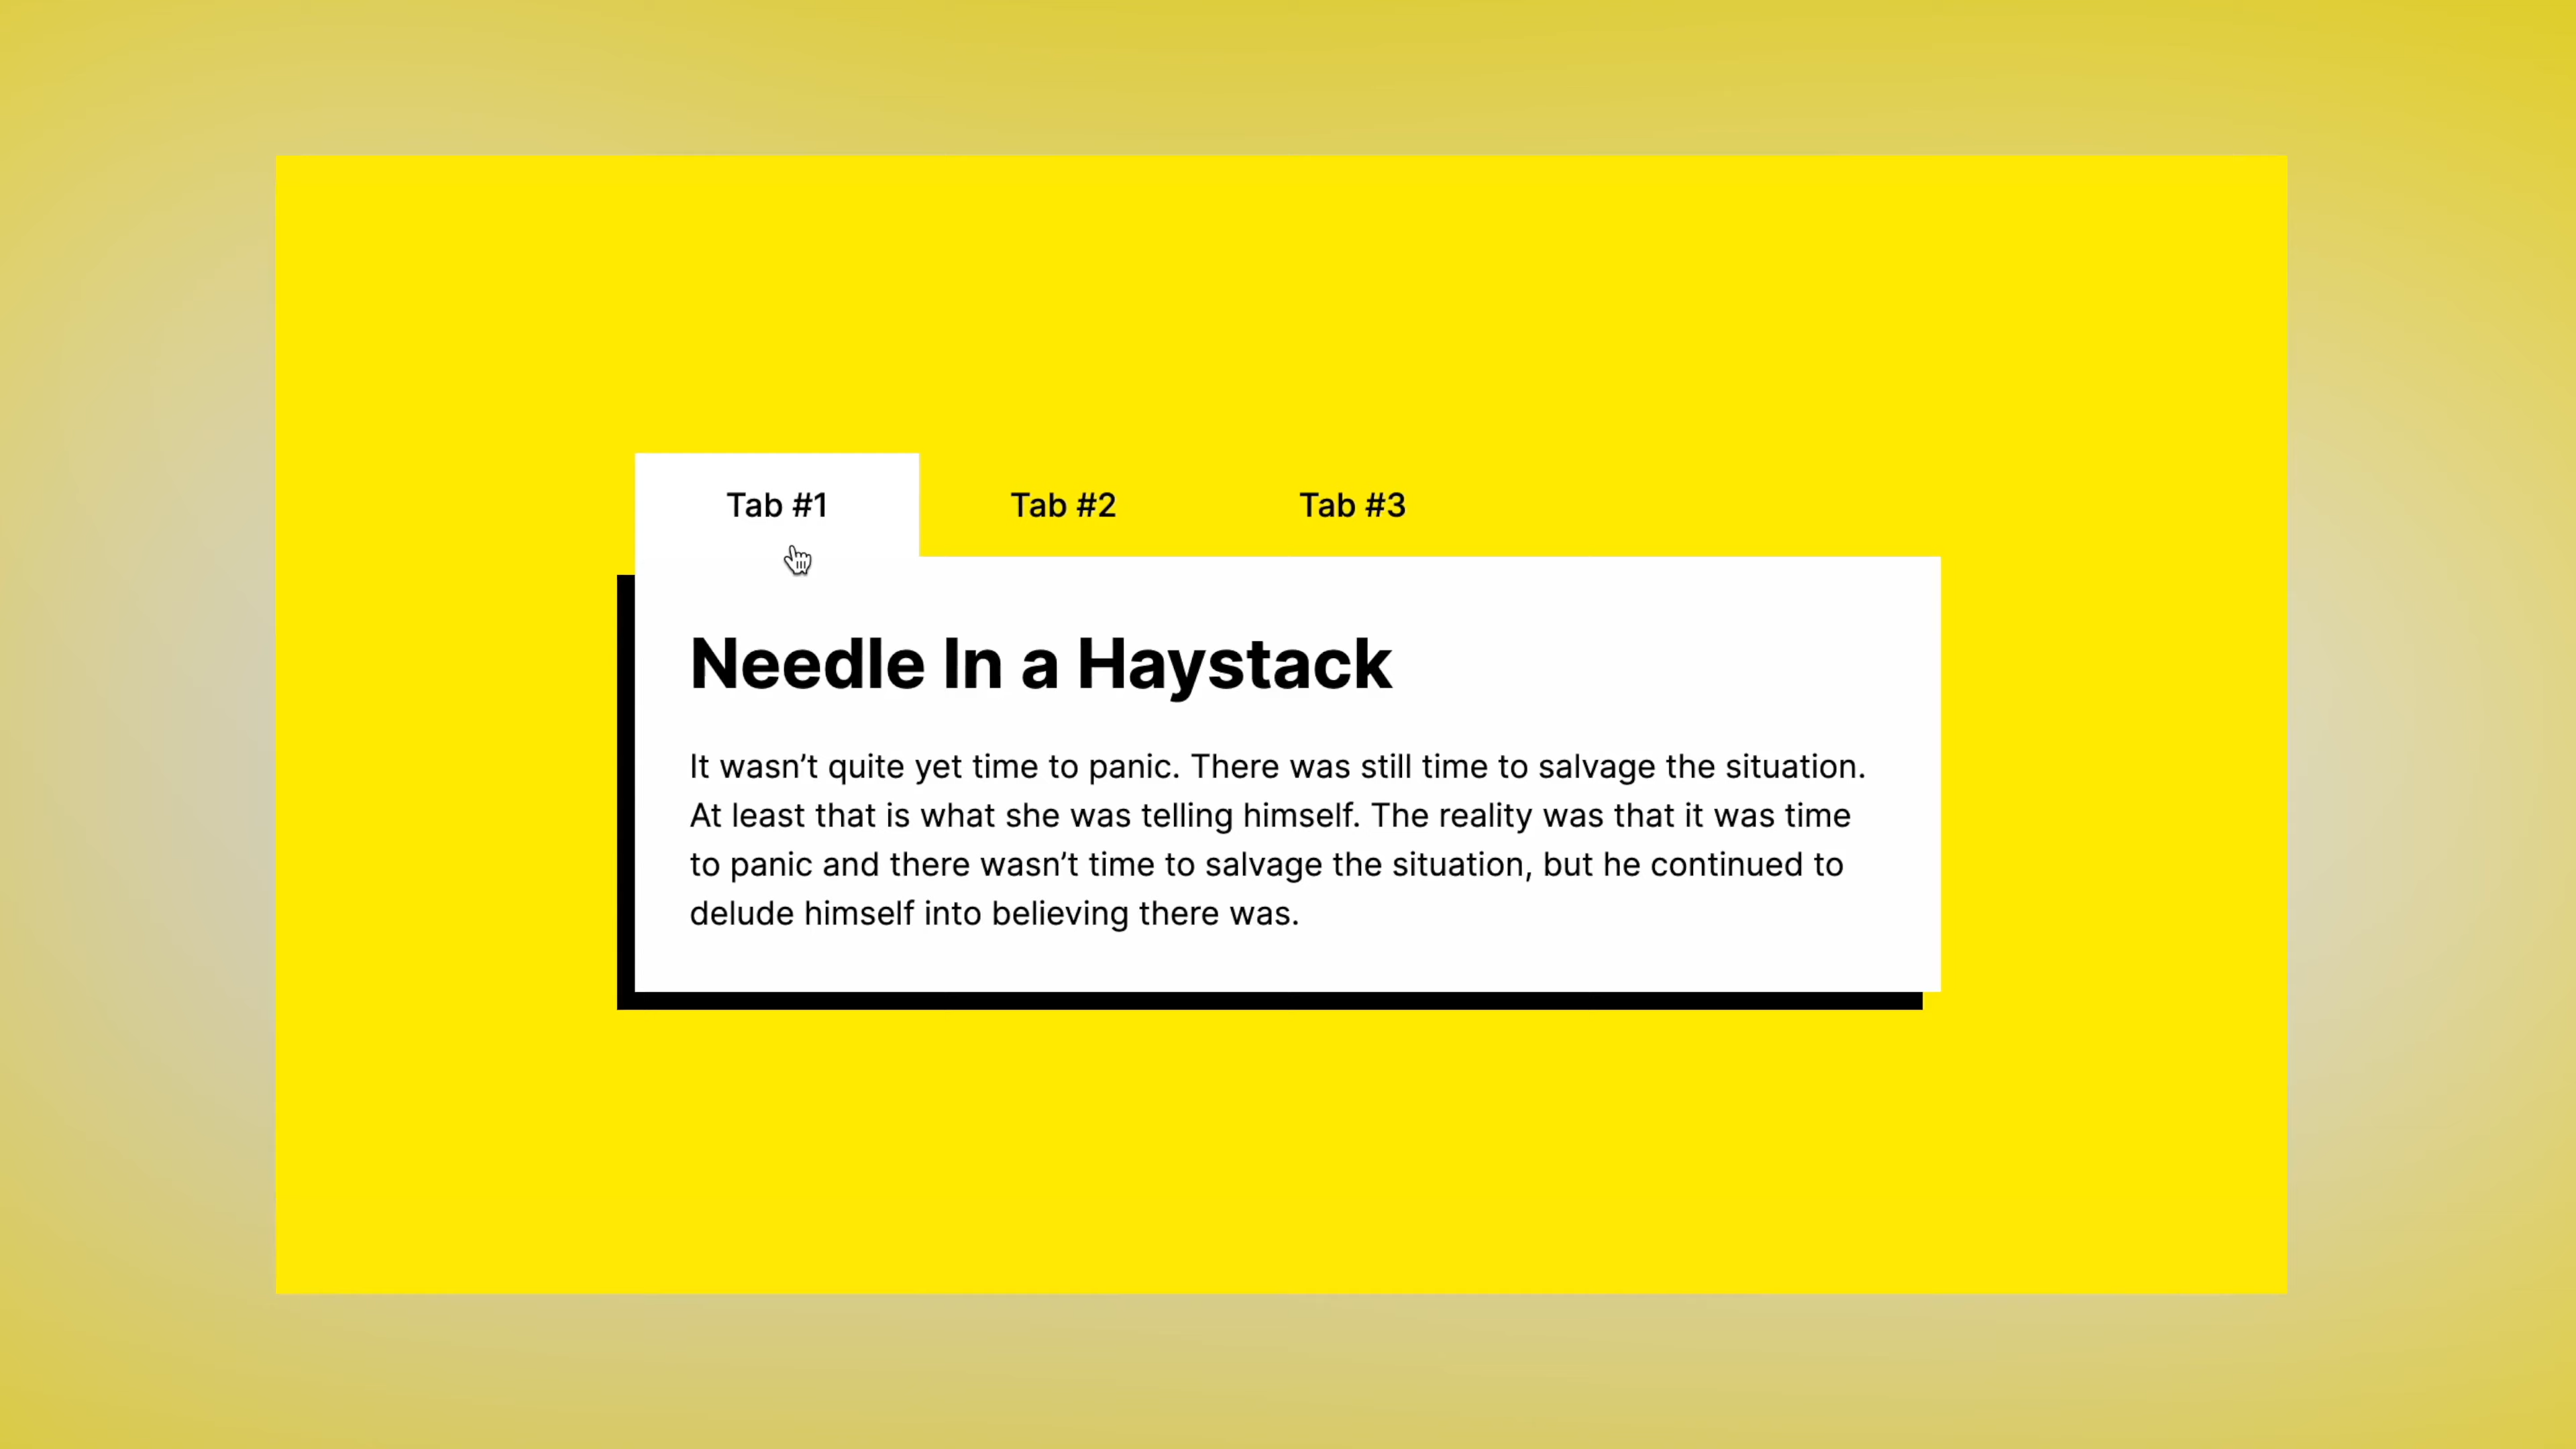 Tab #1 Tab #2 Tab #3
Needle In a Haystack
It wasn’t quite yet time to panic. There was still time to salvage the situation.
At least that is what she was telling himself. The reality was that it was time
to panic and there wasn’t time to salvage the situation, but he continued to
delude himself into believing there was.